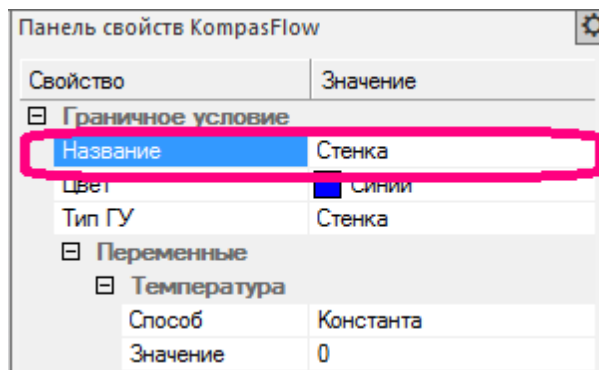 Панель свойств KompasFlow
Свойство Значение
Граничное условие
Название Стенка
Цвет Синий
Тип ГУ Стенка
Переменные
Температура
Способ Константа
Значение 0